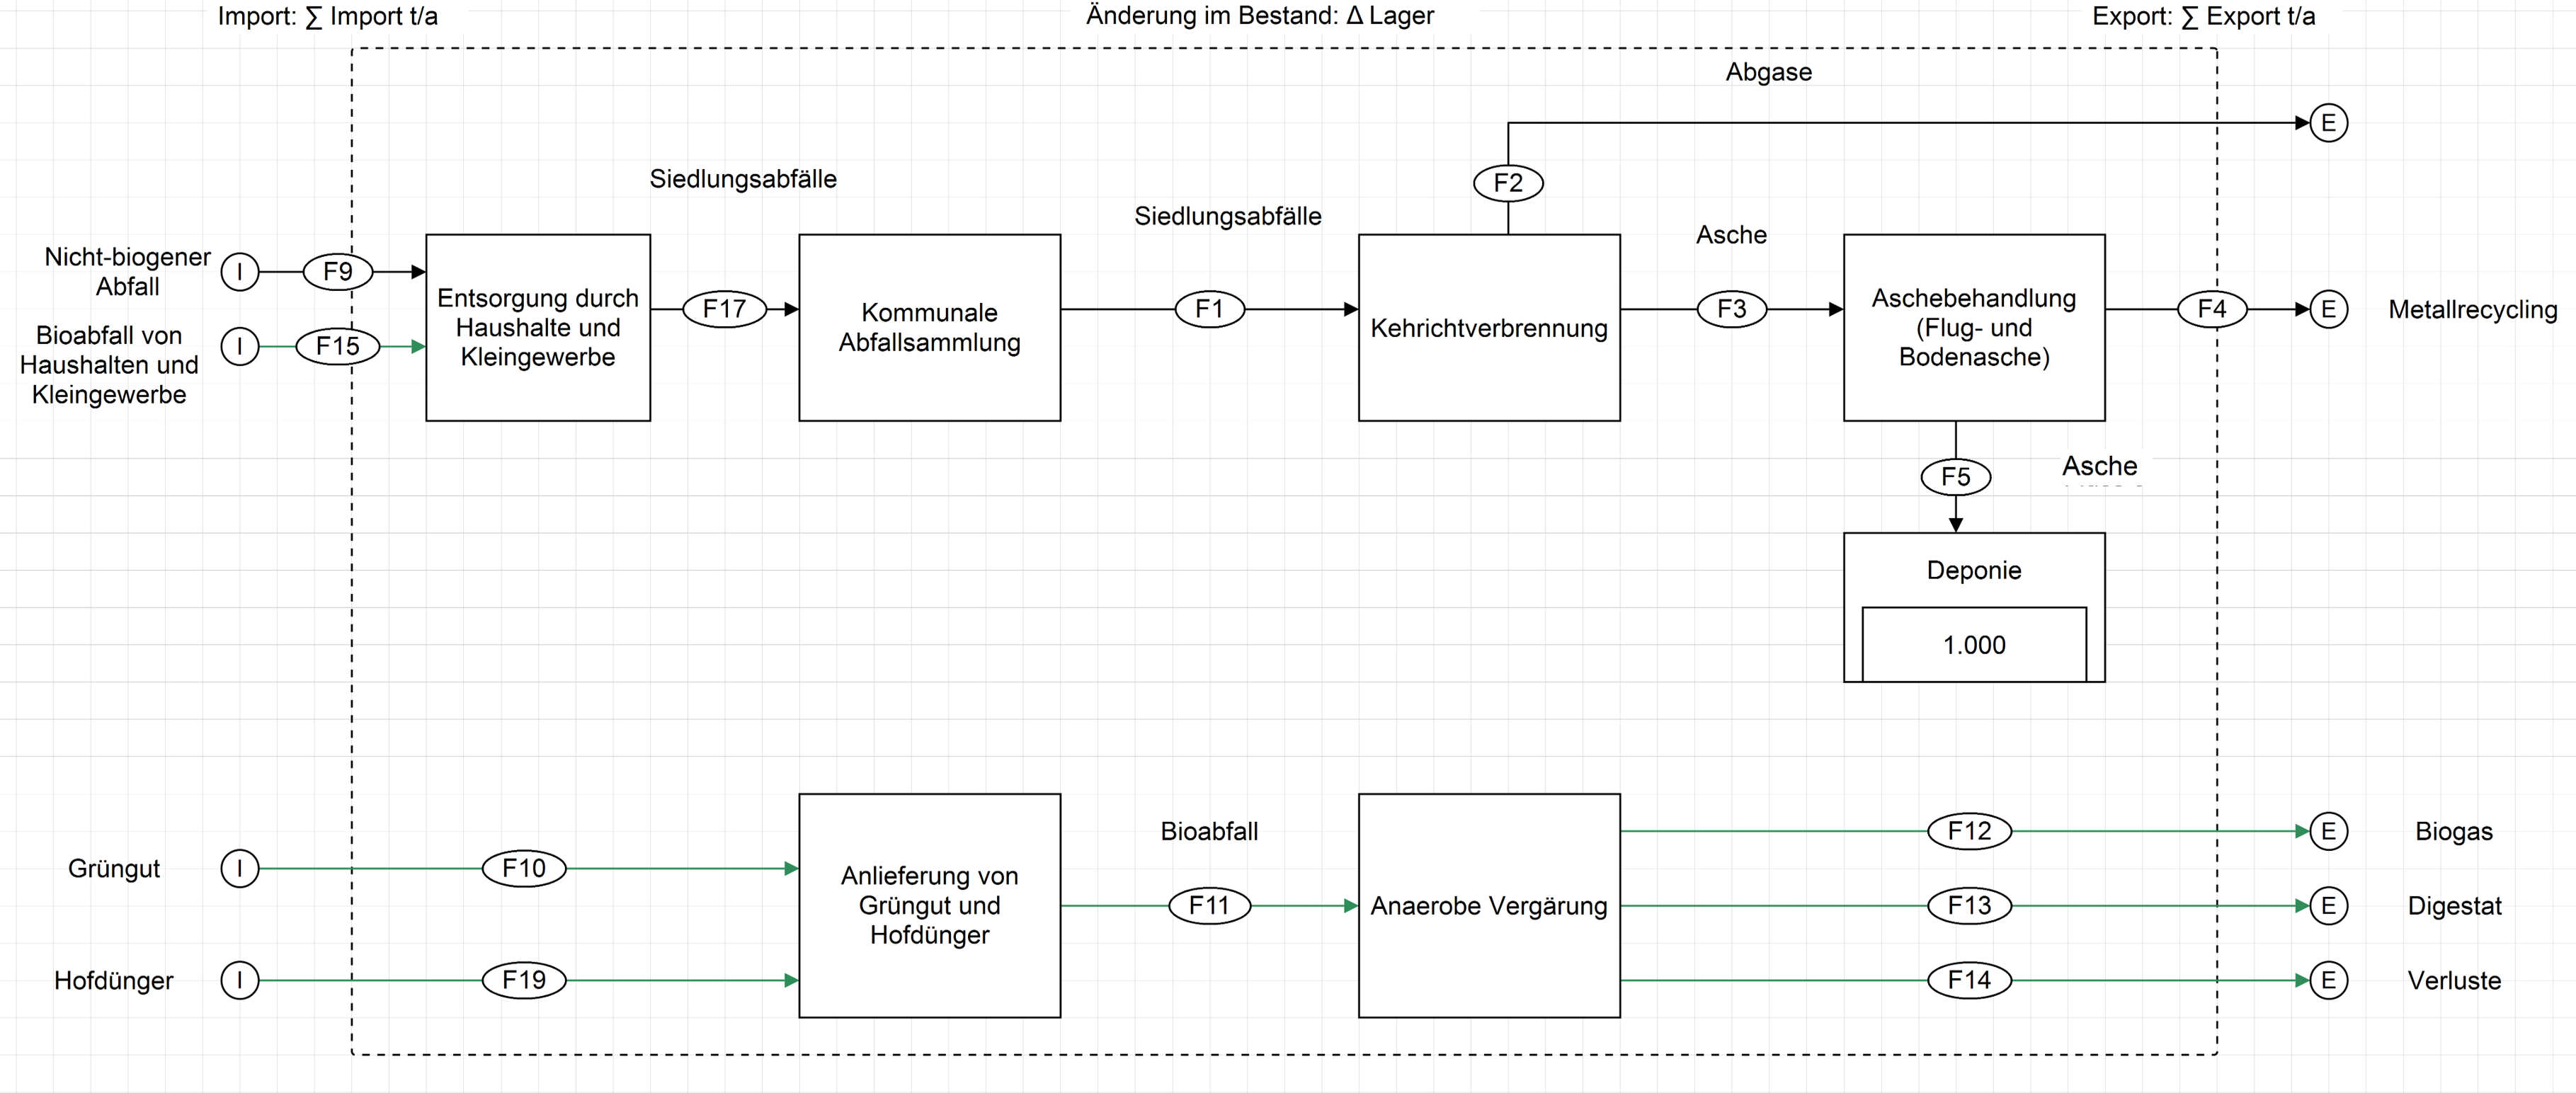 Import: ∑ Import t/a
Änderung im Bestand: Δ Lager
Export: ∑ Export t/a
Abgase
E
F2
Siedlungsabfälle
Siedlungsabfälle
Asche
Nicht-biogener
Abfall
I
F9
Bioabfall von
Haushalten und
Kleingewerbe
I
F15
Entsorgung durch
Haushalte und
Kleingewerbe
F17
Kommunale
Abfallsammlung
F1
Kehrichtverbrennung
F3
Aschebehandlung
(Flug- und
Bodenasche)
F4
E
Metallrecycling
F5
Asche
Deponie
1.000
Grüngut
I
F10
Hofdünger
I
F19
Anlieferung von
Grüngut und
Hofdünger
Bioabfall
F11
Anaerobe Vergärung
F12
E
Biogas
F13
E
Digestat
F14
E
Verluste